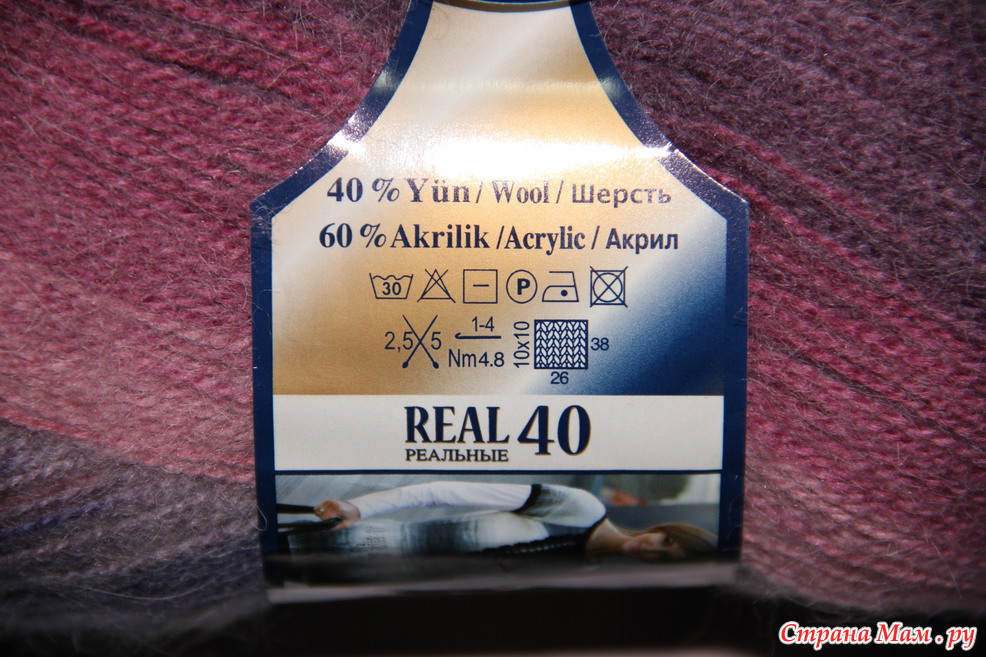 40 % Yün / Wool / Шерсть
60 % Akrilik /Acrylic / Акрил
30 P
2,5 5 1-4 Nm4.8 10x10 38
26
REAL 40
РЕАЛЬНЫЕ
Страна Мам.ру